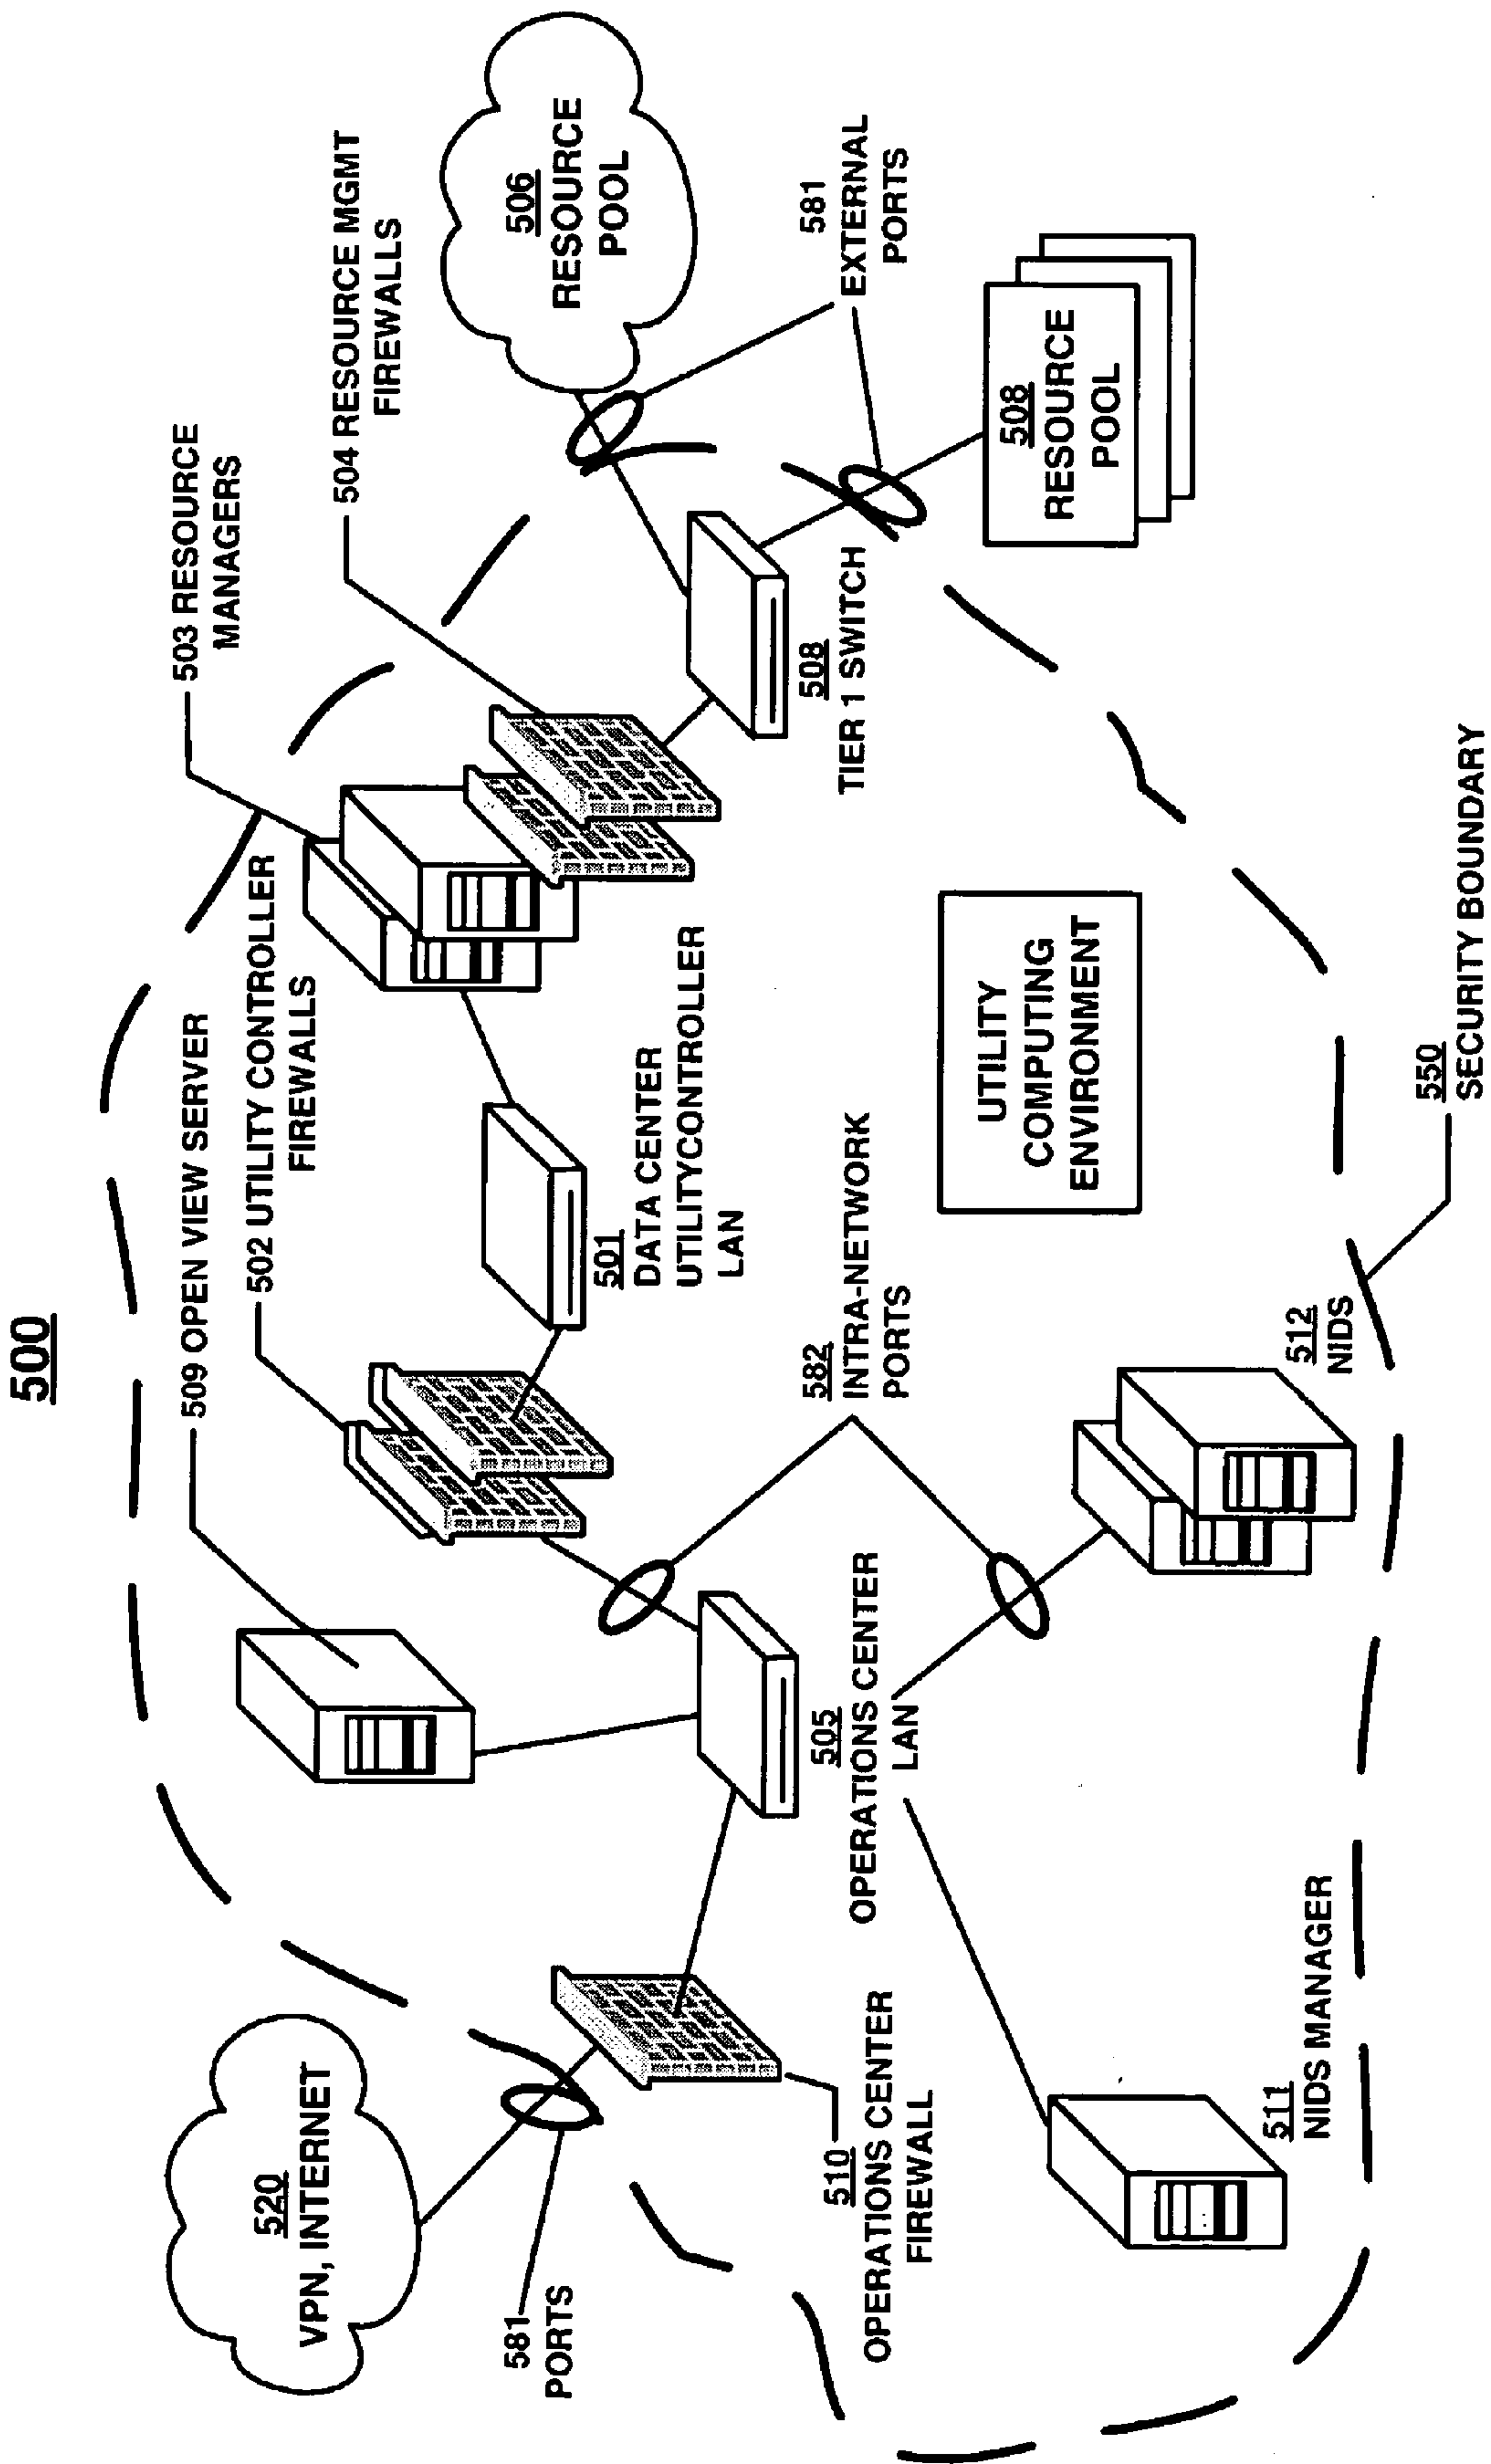 500
520
VPN, INTERNET
581
PORTS
510
OPERATIONS CENTER
FIREWALL
509 OPEN VIEW SERVER
502 UTILITY CONTROLLER
FIREWALLS
503 RESOURCE
MANAGERS
504 RESOURCE MGMT
FIREWALLS
506
RESOURCE
POOL
581
EXTERNAL
PORTS
508
TIER 1 SWITCH
508
RESOURCE
POOL
501
DATA CENTER
UTILITYCONTROLLER
LAN
505
OPERATIONS CENTER
LAN
582
INTRA-NETWORK
PORTS
UTILITY
COMPUTING
ENVIRONMENT
511
NIDS MANAGER
512
NIDS
550
SECURITY BOUNDARY